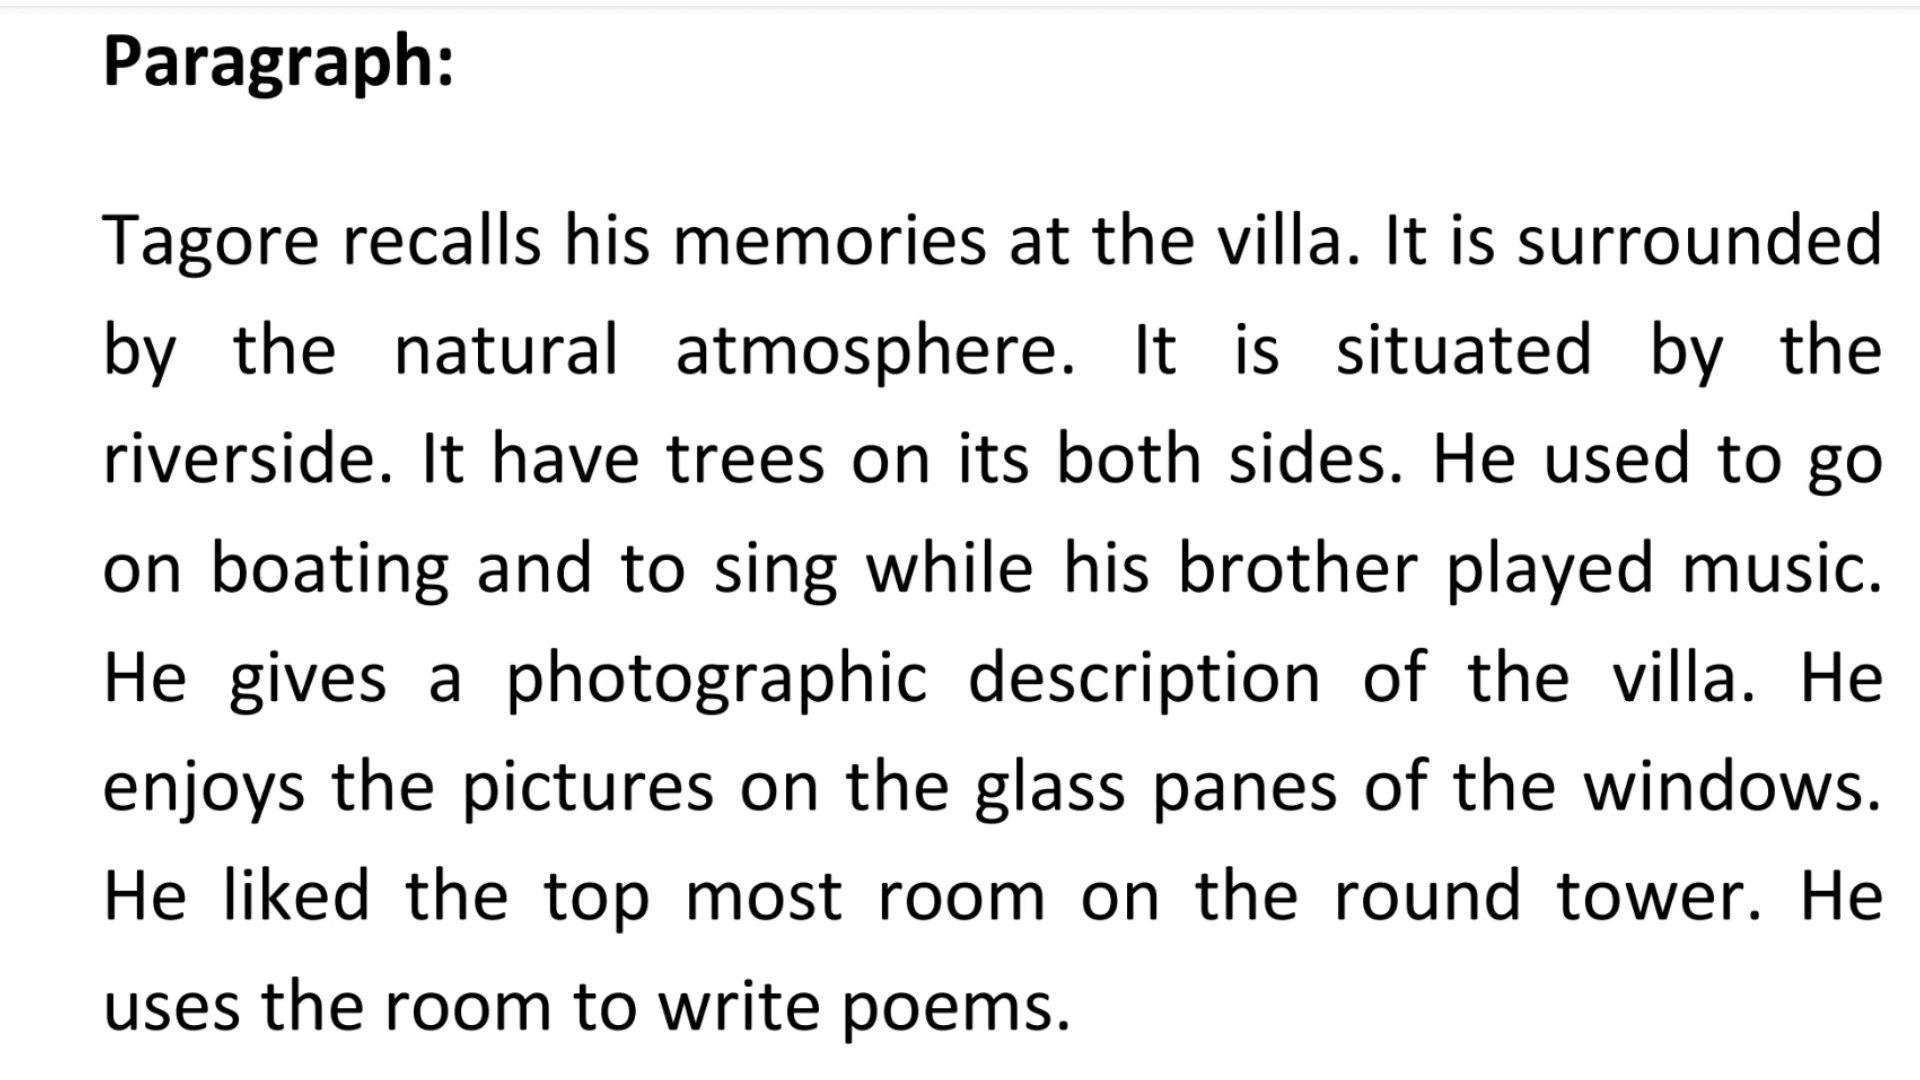 Paragraph:
Tagore recalls his memories at the villa. It is surrounded
by the natural atmosphere. It is situated by the
riverside. It have trees on its both sides. He used to go
on boating and to sing while his brother played music.
He gives a photographic description of the villa. He
enjoys the pictures on the glass panes of the windows.
He liked the top most room on the round tower. He
uses the room to write poems.